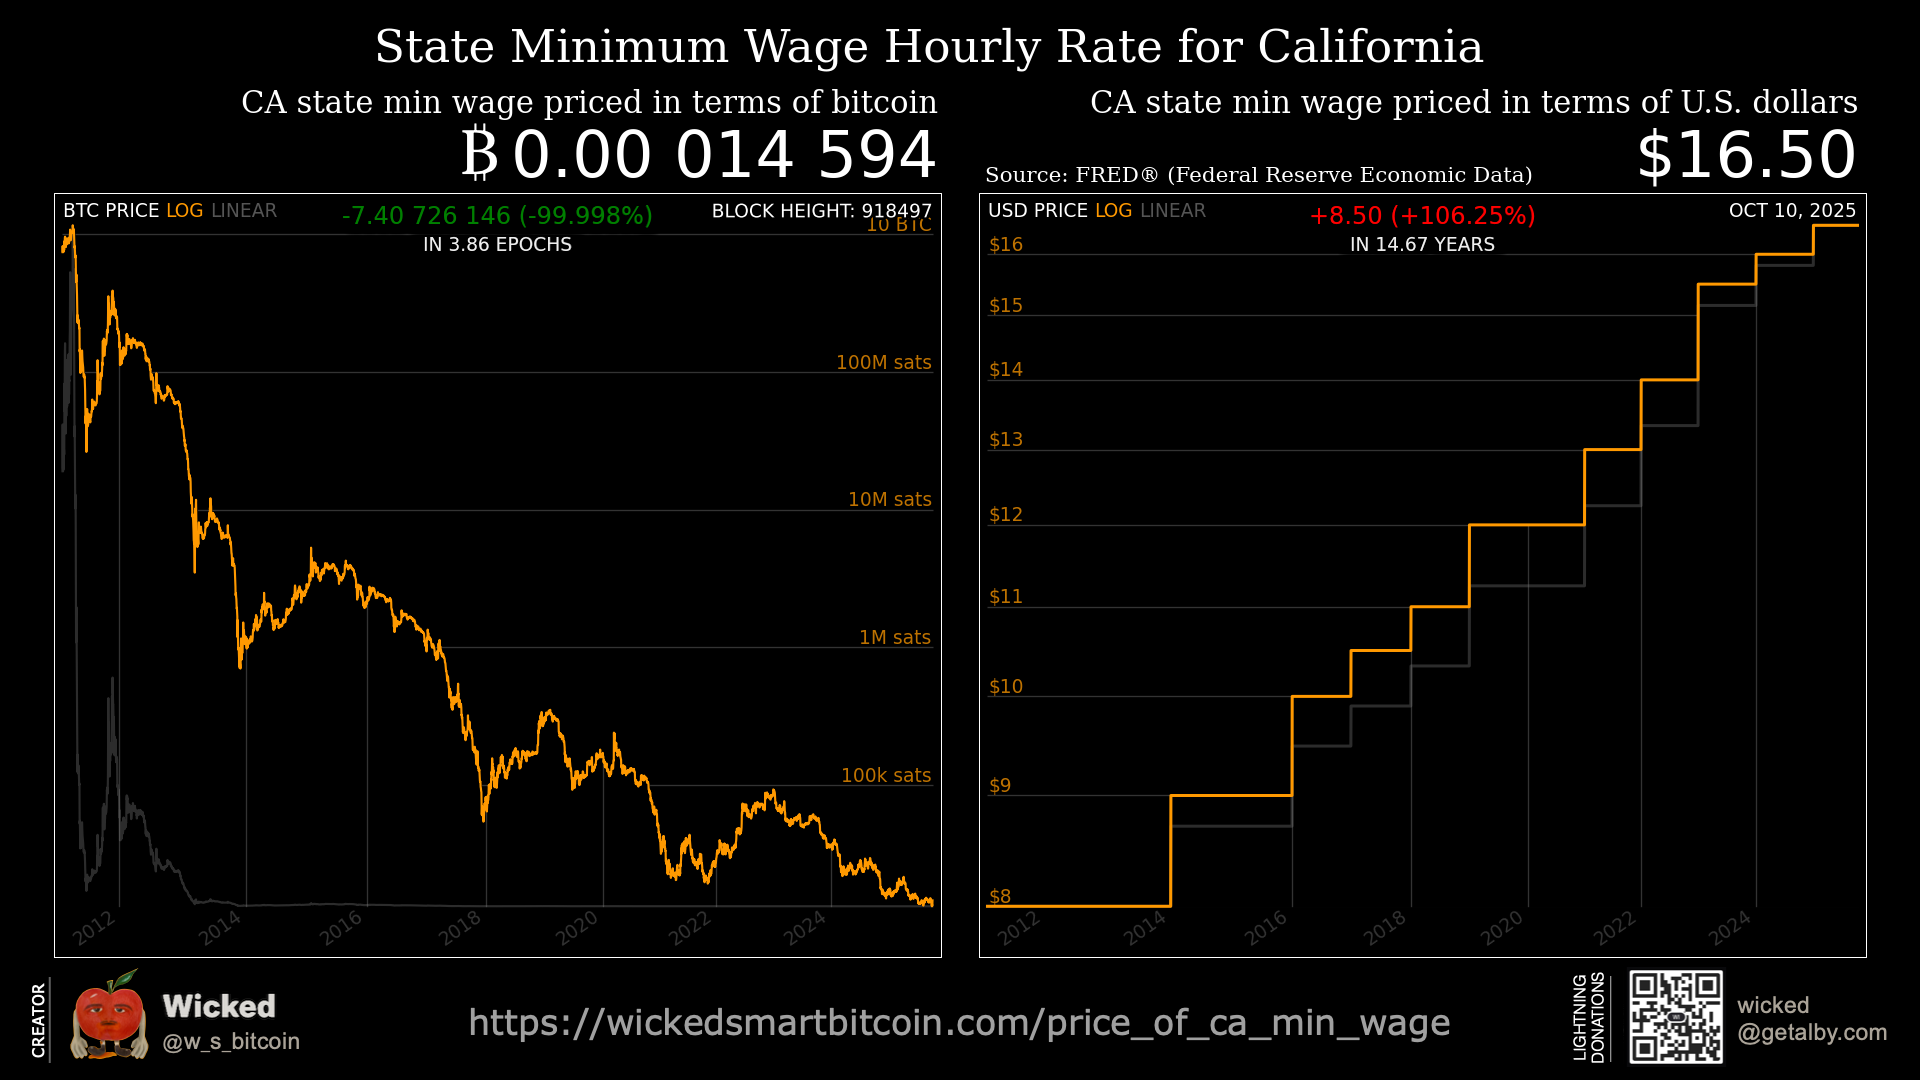 State Minimum Wage Hourly Rate for California
CA state min wage priced in terms of bitcoin
₿ 0.00 014 594
BTC PRICE LOG LINEAR
-7.40 726 146 (-99.998%)
IN 3.86 EPOCHS
BLOCK HEIGHT: 918497
10 BTC
100M sats
10M sats
1M sats
100k sats
2012
2014
2016
2018
2020
2022
2024
CA state min wage priced in terms of U.S. dollars
$16.50
Source: FRED® (Federal Reserve Economic Data)
USD PRICE LOG LINEAR
+8.50 (+106.25%)
IN 14.67 YEARS
OCT 10, 2025
$16
$15
$14
$13
$12
$11
$10
$9
$8
2012
2014
2016
2018
2020
2022
2024
CREATOR
Wicked
@w_s_bitcoin
https://wickedsmartbitcoin.com/price_of_ca_min_wage
LIGHTNING
DONATIONS
wicked
@getalby.com